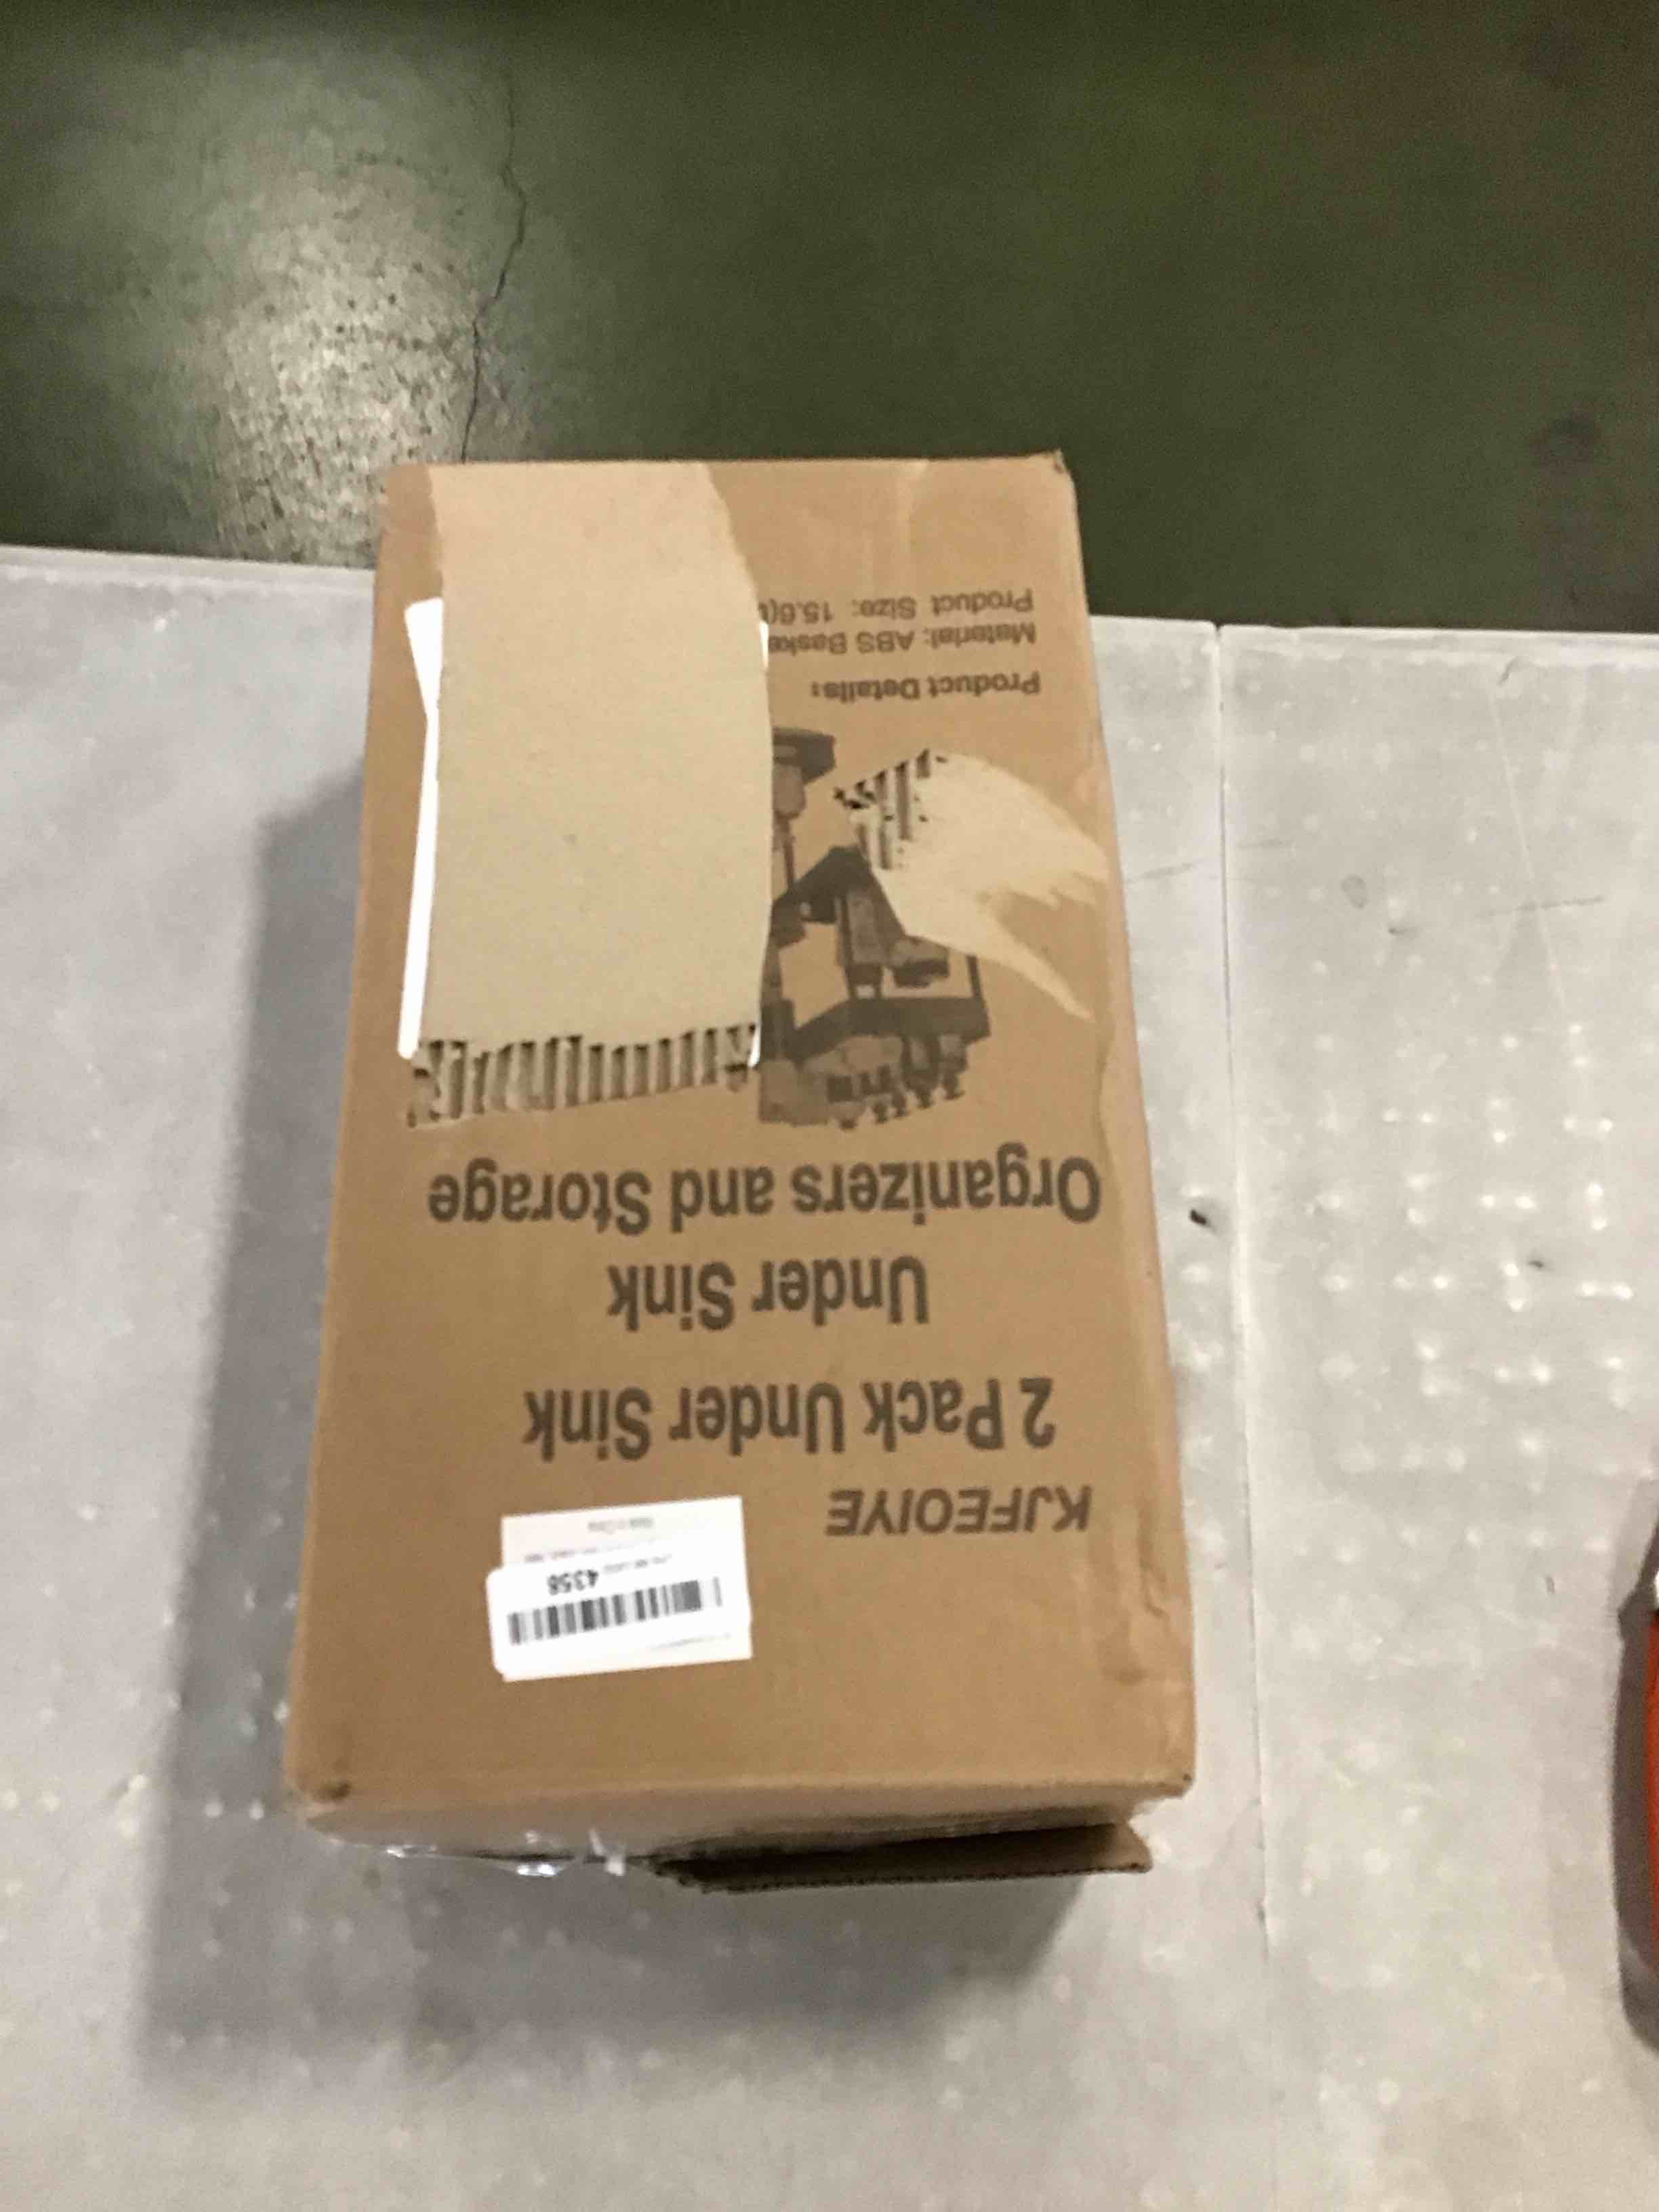 KJFEOIYE
2 Pack Under Sink
Under Sink
Organizers and Storage
Product Details:
Material: ABS Baske
Product Size: 15.6(
4358